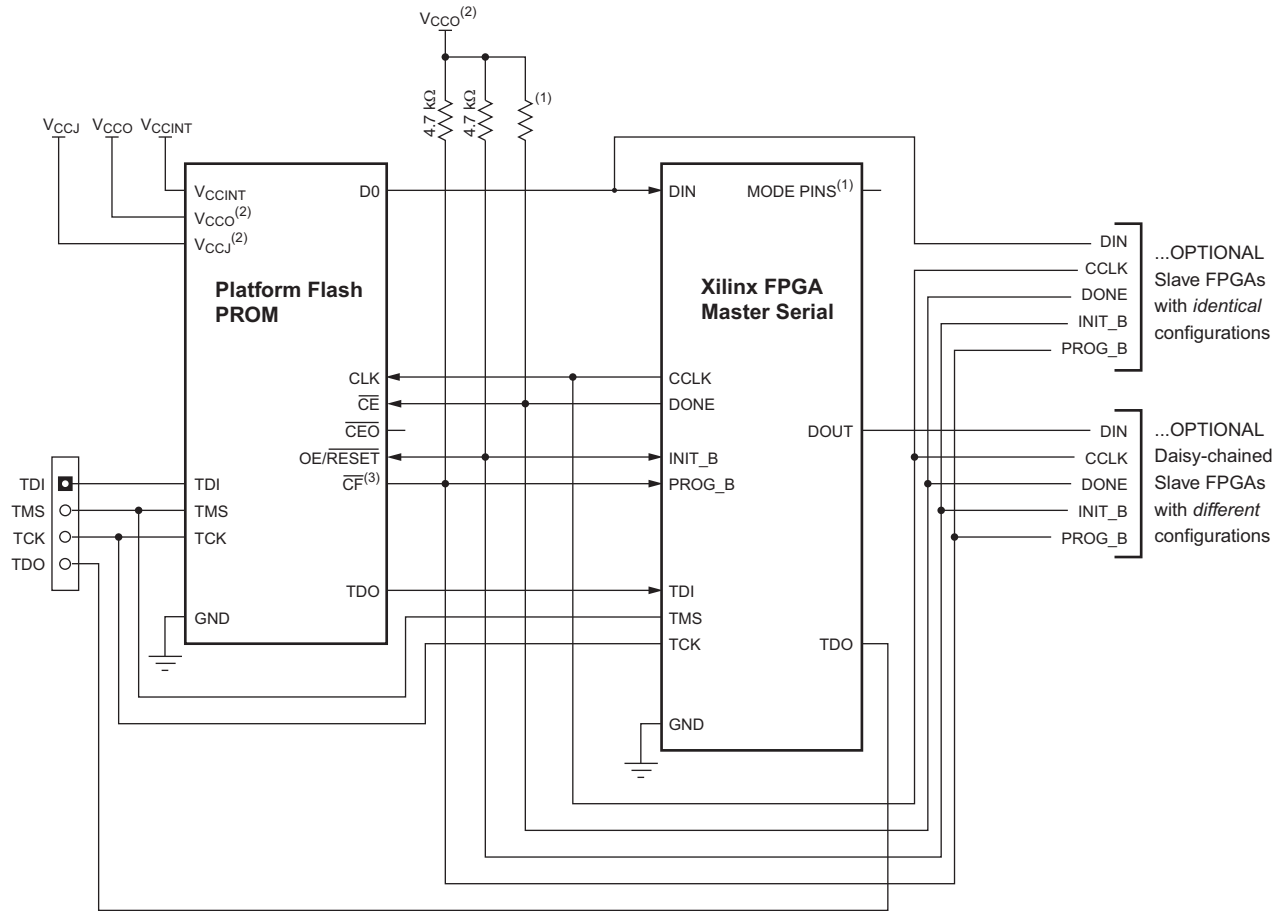 VCCO(2)
4.7 kΩ
4.7 kΩ
(1)
VCCJ VCCO VCCINT
VCCINT
VCCO(2)
VCCJ(2)
D0
Platform Flash
PROM
CLK
CE
CEO
OE/RESET
CF(3)
TDI
TMS
TCK
TDO
GND
TDI
TMS
TCK
TDO
DIN
MODE PINS(1)
Xilinx FPGA
Master Serial
CCLK
DONE
DOUT
INIT_B
PROG_B
TDI
TMS
TCK
TDO
GND
DIN
CCLK
DONE
INIT_B
PROG_B
...OPTIONAL
Slave FPGAs
with identical
configurations
DIN
CCLK
DONE
INIT_B
PROG_B
...OPTIONAL
Daisy-chained
Slave FPGAs
with different
configurations